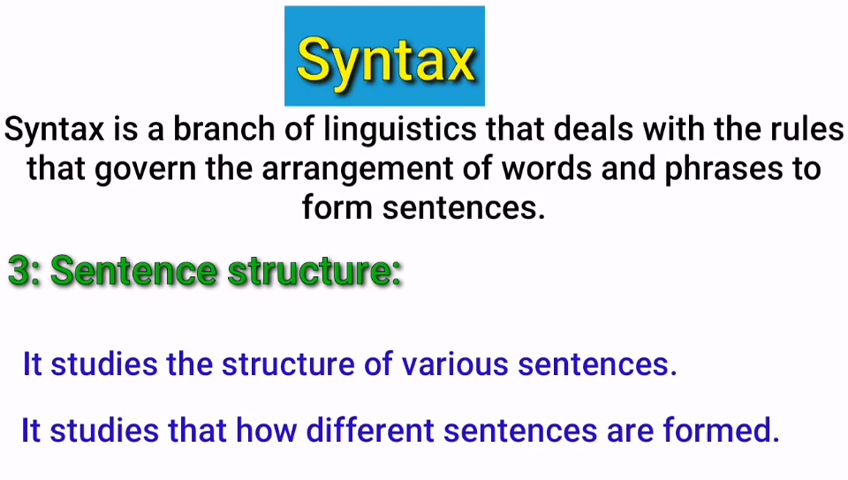 Syntax
Syntax is a branch of linguistics that deals with the rules
that govern the arrangement of words and phrases to
form sentences.
3: Sentence structure:
It studies the structure of various sentences.
It studies that how different sentences are formed.